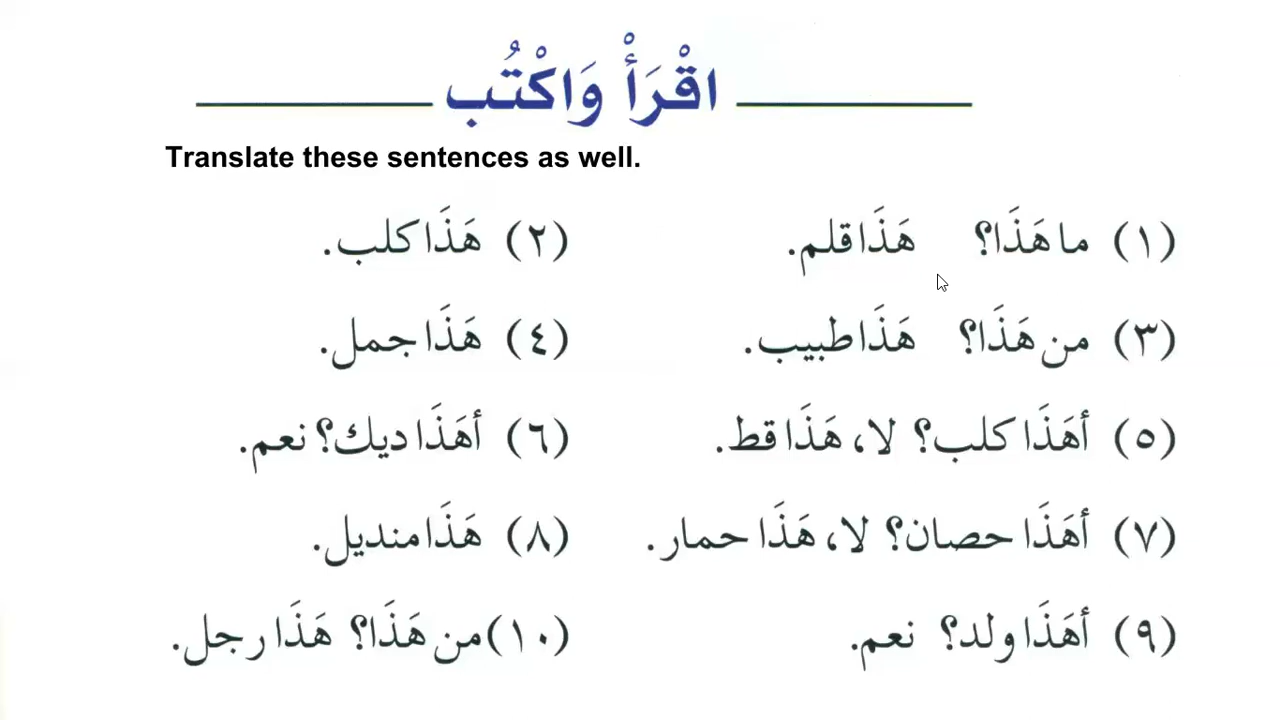 اقْرَأْ وَاكْتُب
Translate these sentences as well.
(١) ما هَذَا؟ هَذَا قلم. (٢) هَذَا كلب.
(٣) من هَذَا؟ هَذَا طبيب. (٤) هَذَا جمل.
(٥) أهَذَا كلب؟ لا، هَذَا قط. (٦) أهَذَا ديك؟ نعم.
(٧) أهَذَا حصان؟ لا، هَذَا حمار. (٨) هَذَا منديل.
(٩) أهَذَا ولد؟ نعم. (١٠) من هَذَا؟ هَذَا رجل.